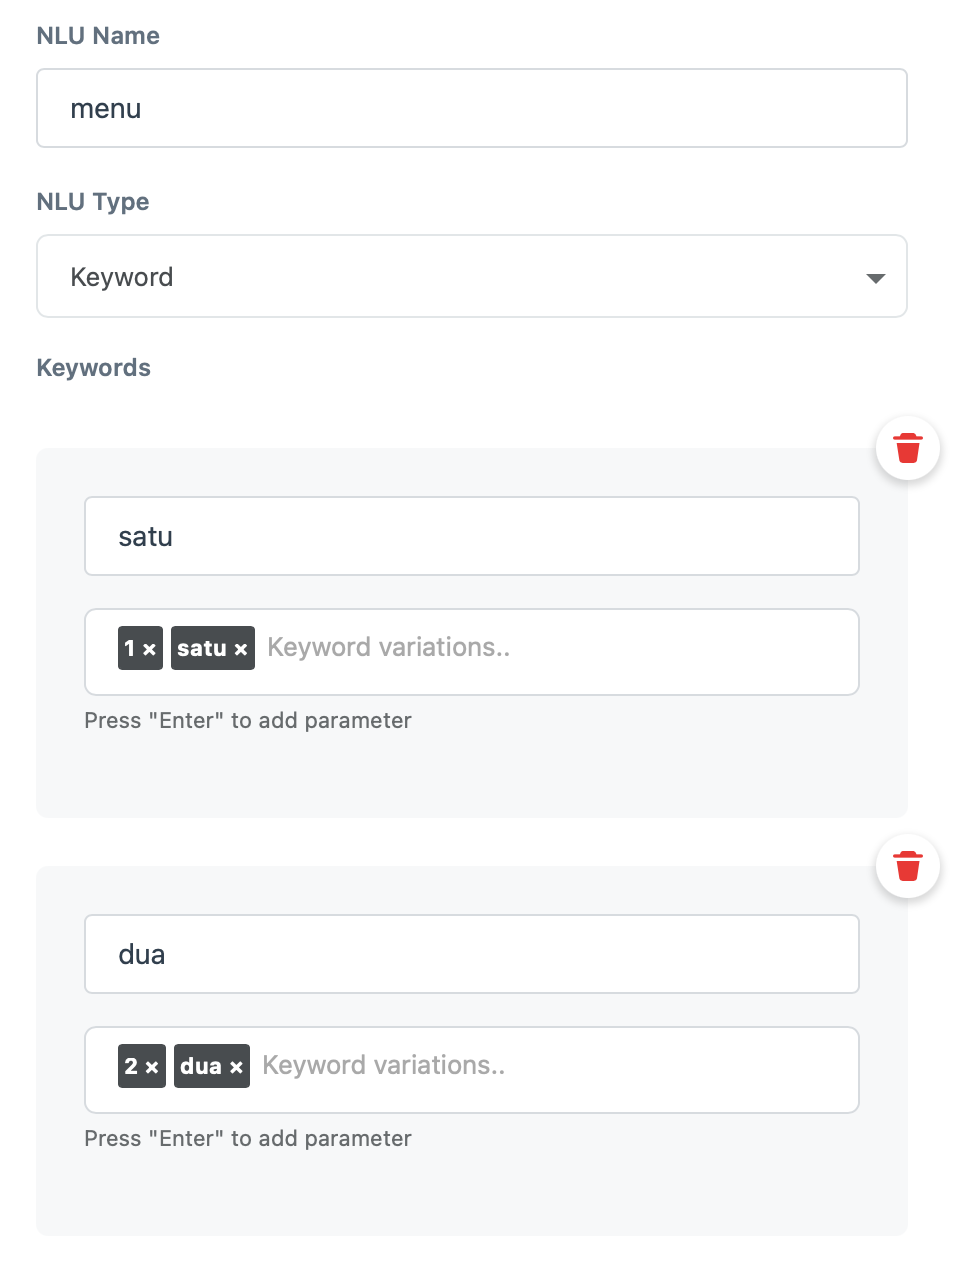 NLU Name
menu
NLU Type
Keyword
Keywords
satu
1 × satu × Keyword variations..
Press "Enter" to add parameter
dua
2 × dua × Keyword variations..
Press "Enter" to add parameter